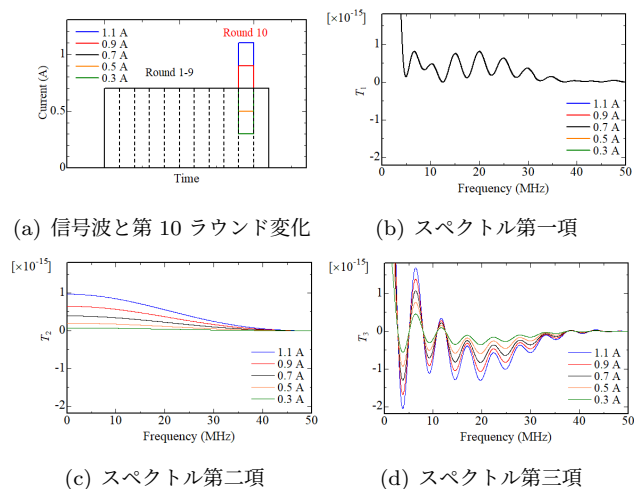 1.1 A
0.9 A
0.7 A
0.5 A
0.3 A
Round 10
Round 1-9
Current (A)
1
0.5
0
Time
(a) 信号波と第 10 ラウンド変化
[×10⁻¹⁵]
T₁
1
0
-1
-2
0 10 20 30 40 50
Frequency (MHz)
1.1 A
0.9 A
0.7 A
0.5 A
0.3 A
(b) スペクトル第一項
[×10⁻¹⁵]
T₂
1
0
-1
-2
0 10 20 30 40 50
Frequency (MHz)
1.1 A
0.9 A
0.7 A
0.5 A
0.3 A
(c) スペクトル第二項
[×10⁻¹⁵]
T₃
1
0
-1
-2
0 10 20 30 40 50
Frequency (MHz)
1.1 A
0.9 A
0.7 A
0.5 A
0.3 A
(d) スペクトル第三項